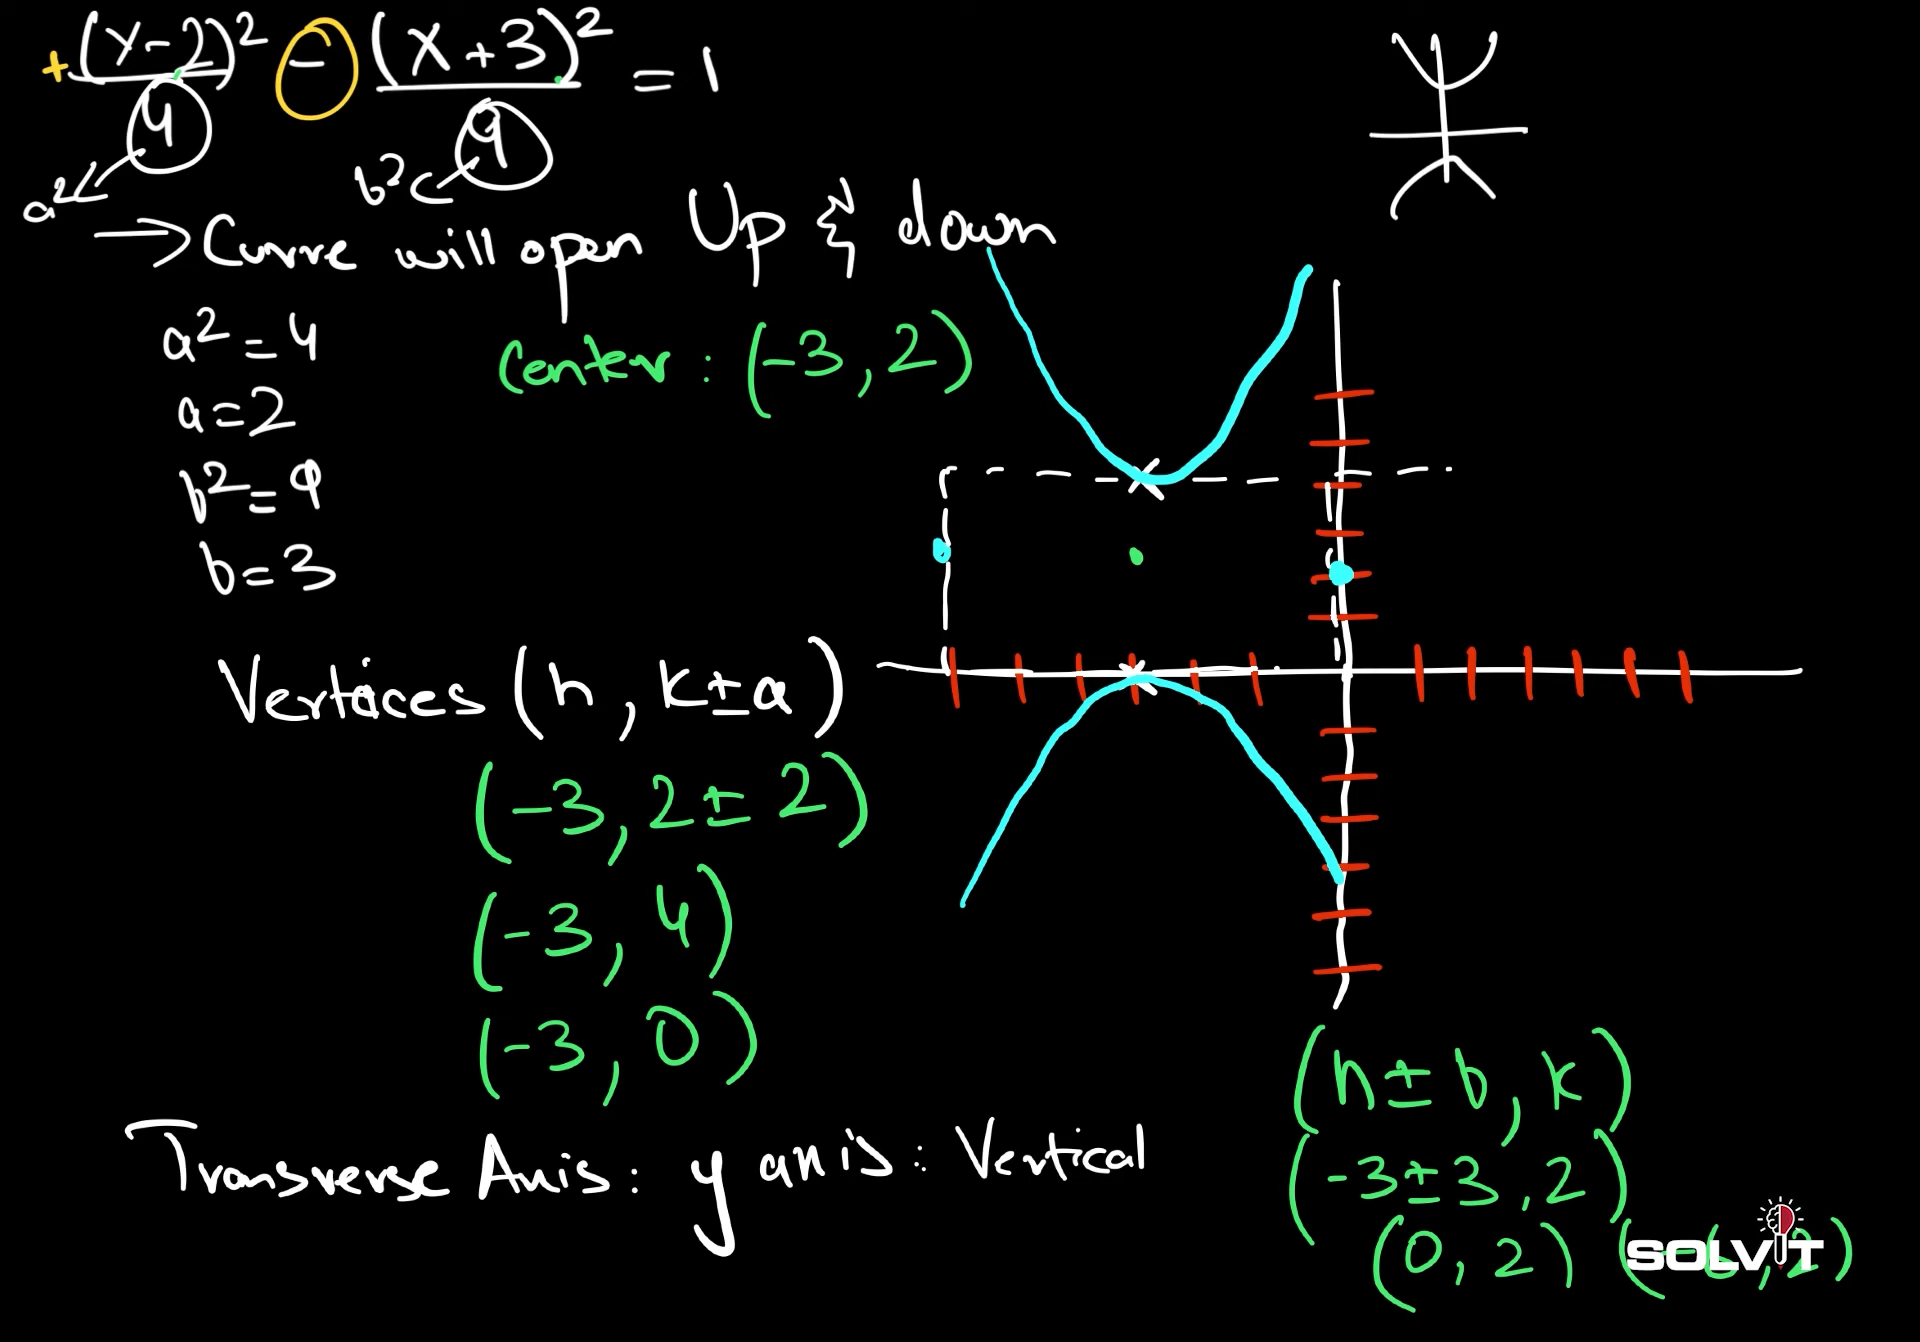 + (y-2)²/4 - (x+3)²/9 = 1
a² b²
→ Curve will open Up & down
a² = 4
a = 2
b² = 9
b = 3
Center : (-3, 2)
Vertices (h, k±a)
(-3, 2±2)
(-3, 4)
(-3, 0)
Transverse Axis: y axis: Vertical
(h±b, k)
(-3±3, 2)
(0, 2) (-6, 2)
SOLVIT